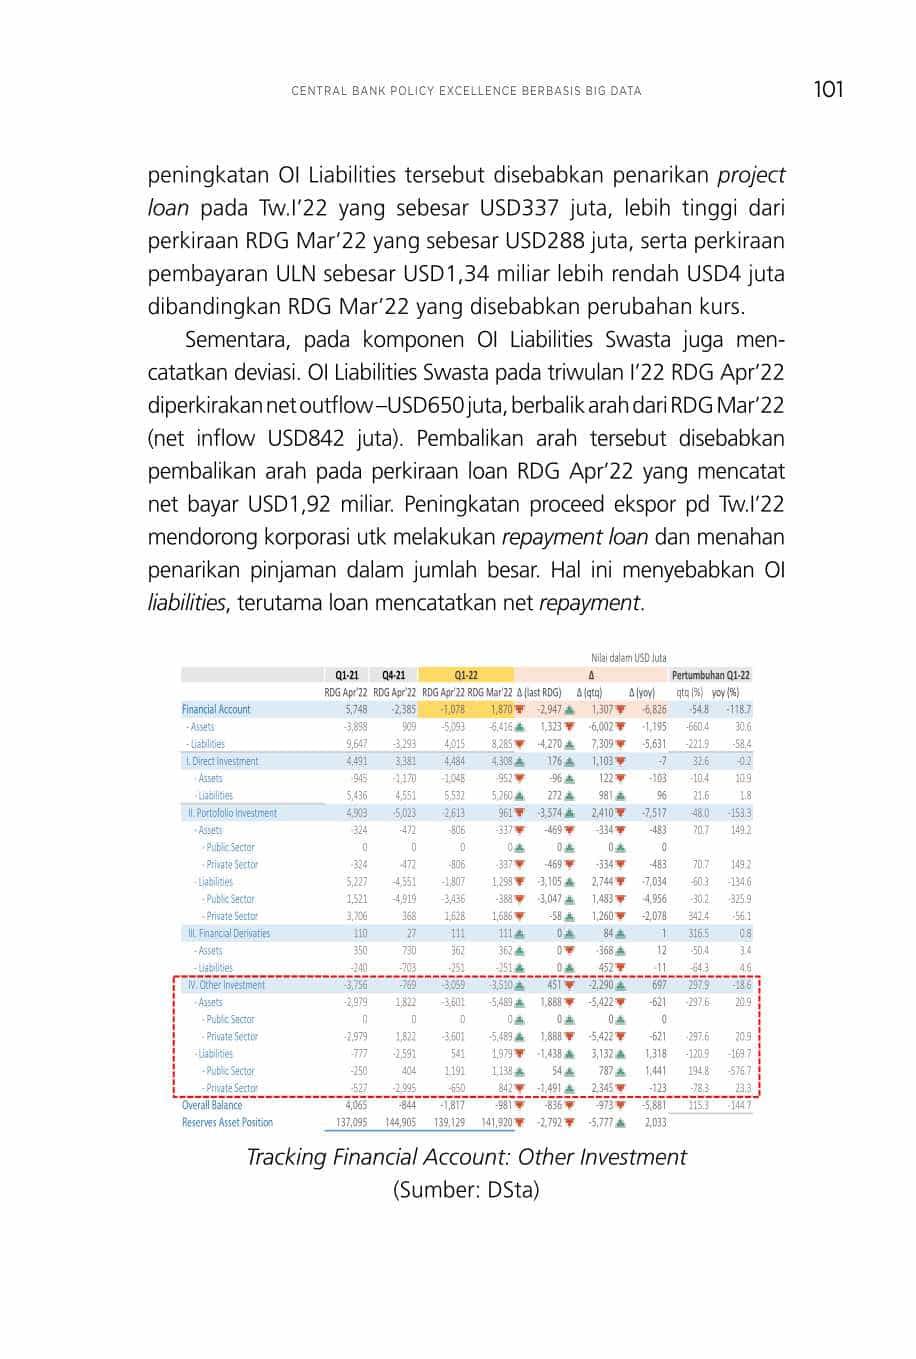 CENTRAL BANK POLICY EXCELLENCE BERBASIS BIG DATA 101
peningkatan OI Liabilities tersebut disebabkan penarikan project
loan pada Tw.I’22 yang sebesar USD337 juta, lebih tinggi dari
perkiraan RDG Mar’22 yang sebesar USD288 juta, serta perkiraan
pembayaran ULN sebesar USD1,34 miliar lebih rendah USD4 juta
dibandingkan RDG Mar’22 yang disebabkan perubahan kurs.
Sementara, pada komponen OI Liabilities Swasta juga men-
catatkan deviasi. OI Liabilities Swasta pada triwulan I’22 RDG Apr’22
diperkirakan net outflow –USD650 juta, berbalik arah dari RDG Mar’22
(net inflow USD842 juta). Pembalikan arah tersebut disebabkan
pembalikan arah pada perkiraan loan RDG Apr’22 yang mencatat
net bayar USD1,92 miliar. Peningkatan proceed ekspor pd Tw.I’22
mendorong korporasi utk melakukan repayment loan dan menahan
penarikan pinjaman dalam jumlah besar. Hal ini menyebabkan OI
liabilities, terutama loan mencatatkan net repayment.
Nilai dalam USD Juta
Q1-21 Q4-21 Q1-22 Δ Pertumbuhan Q1-22
RDG Apr'22 RDG Apr'22 RDG Apr'22 RDG Mar'22 Δ (last RDG) Δ (qtq) Δ (yoy) qtq (%) yoy (%)
Financial Account 5,748 -2,385 -1,078 1,870 -2,947 1,307 -6,826 -54.8 -118.7
- Assets -3,898 909 -5,093 -6,416 1,323 -6,002 -1,195 -660.4 30.6
- Liabilities 9,647 -3,293 4,015 8,285 -4,270 7,309 -5,631 -221.9 -58.4
I. Direct Investment 4,491 3,381 4,484 4,308 176 1,103 -7 32.6 -0.2
- Assets -945 -1,170 -1,048 -952 -96 122 -103 -10.4 10.9
- Liabilities 5,436 4,551 5,532 5,260 272 981 96 21.6 1.8
II. Portofolio Investment 4,903 -5,023 -2,613 961 -3,574 2,410 -7,517 -48.0 -153.3
- Assets -324 -472 -806 -337 -469 -334 -483 70.7 149.2
- Public Sector 0 0 0 0 0 0 0
- Private Sector -324 -472 -806 -337 -469 -334 -483 70.7 149.2
- Liabilities 5,227 -4,551 -1,807 1,298 -3,105 2,744 -7,034 -60.3 -134.6
- Public Sector 1,521 -4,919 -3,436 -388 -3,047 1,483 -4,956 -30.2 -325.9
- Private Sector 3,706 368 1,628 1,686 -58 1,260 -2,078 342.4 -56.1
III. Financial Derivaties 110 27 111 111 0 84 1 316.5 0.8
- Assets 350 730 362 362 0 -368 12 -50.4 3.4
- Liabilities -240 -703 -251 -251 0 452 -11 -64.3 4.6
IV. Other Investment -3,756 -769 -3,059 -3,510 451 -2,290 697 297.9 -18.6
- Assets -2,979 1,822 -3,601 -5,489 1,888 -5,422 -621 -297.6 20.9
- Public Sector 0 0 0 0 0 0 0
- Private Sector -2,979 1,822 -3,601 -5,489 1,888 -5,422 -621 -297.6 20.9
- Liabilities -777 -2,591 541 1,979 -1,438 3,132 1,318 -120.9 -169.7
- Public Sector -250 404 1,191 1,138 54 787 1,441 194.8 -576.7
- Private Sector -527 -2,995 -650 842 -1,491 2,345 -123 -78.3 23.3
Overall Balance 4,065 -844 -1,817 -981 -836 -973 -5,881 115.3 -144.7
Reserves Asset Position 137,095 144,905 139,129 141,920 -2,792 -5,777 2,033
Tracking Financial Account: Other Investment
(Sumber: DSta)